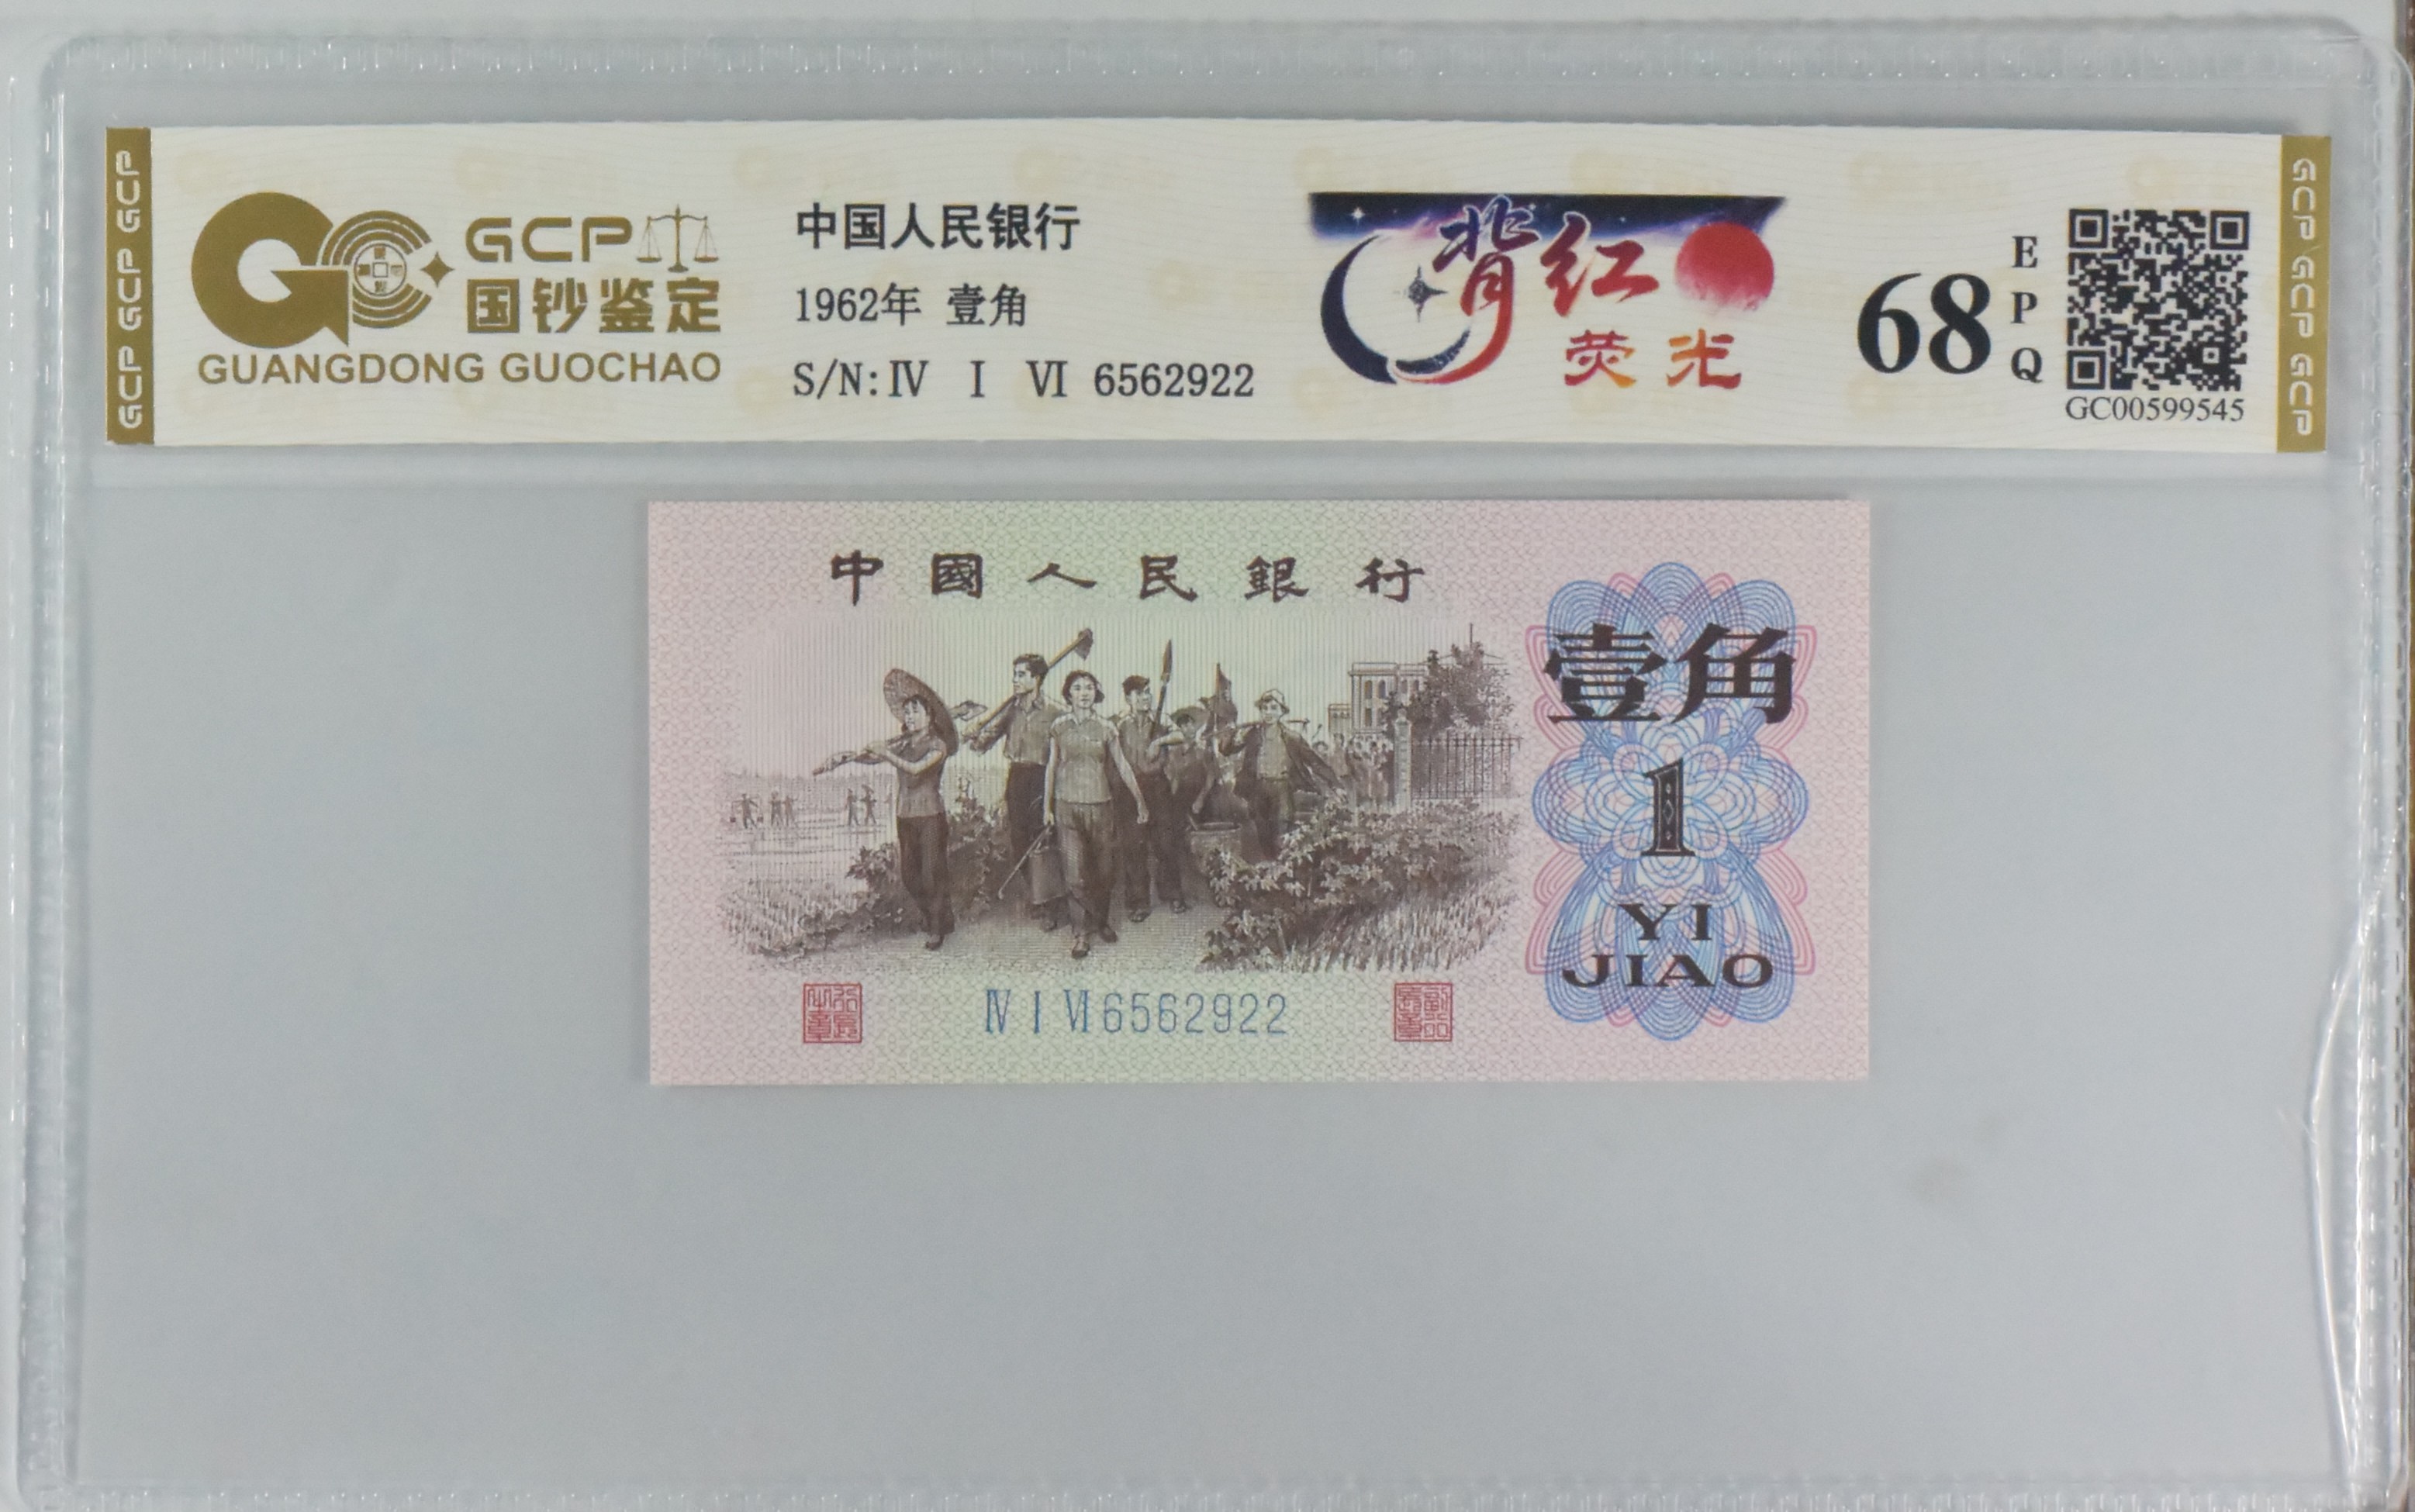 GCP GCP GCP
GCP
国钞鉴定
GUANGDONG GUOCHAO
中国人民银行
1962年 壹角
S/N:Ⅳ Ⅰ Ⅵ 6562922
背红
荧光
68
EPQ
GC00599545
GCP GCP GCP
中國人民銀行
壹角
1
YI
JIAO
Ⅳ Ⅰ Ⅵ 6562922